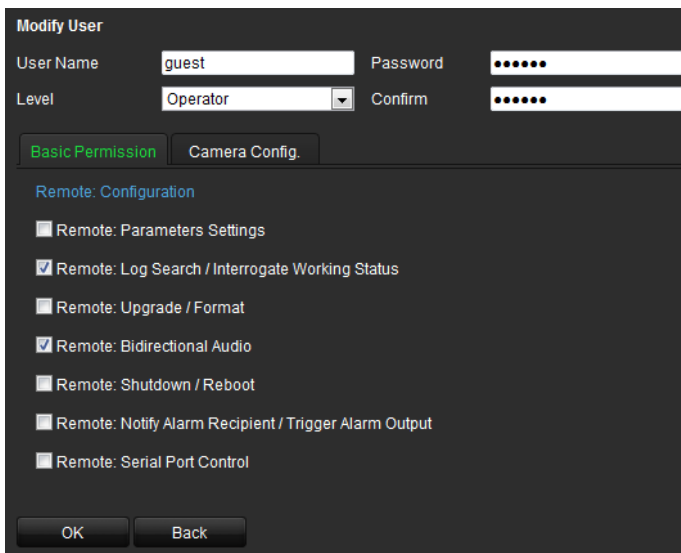 Modify User
User Name guest Password ••••••
Level Operator Confirm ••••••
Basic Permission Camera Config.
Remote: Configuration
Remote: Parameters Settings
Remote: Log Search / Interrogate Working Status
Remote: Upgrade / Format
Remote: Bidirectional Audio
Remote: Shutdown / Reboot
Remote: Notify Alarm Recipient / Trigger Alarm Output
Remote: Serial Port Control
OK Back